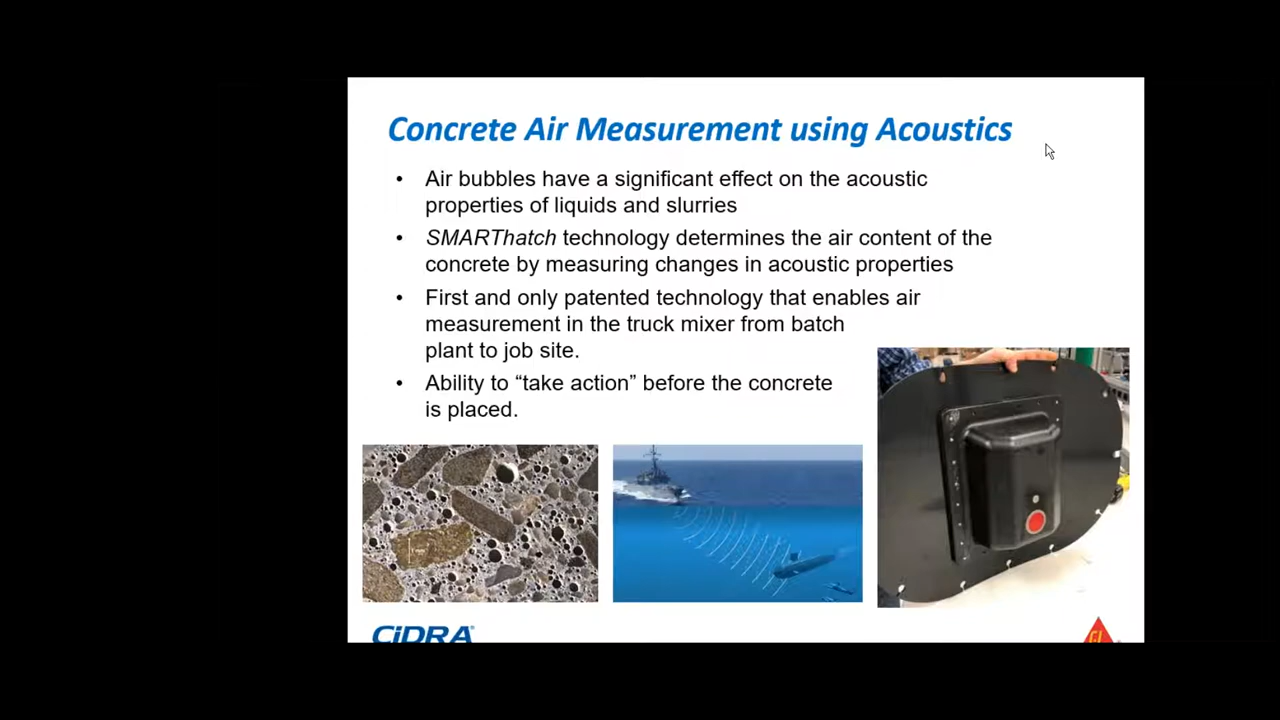 Concrete Air Measurement using Acoustics
• Air bubbles have a significant effect on the acoustic
properties of liquids and slurries
• SMARThatch technology determines the air content of the
concrete by measuring changes in acoustic properties
• First and only patented technology that enables air
measurement in the truck mixer from batch
plant to job site.
• Ability to “take action” before the concrete
is placed.
CiDRA®